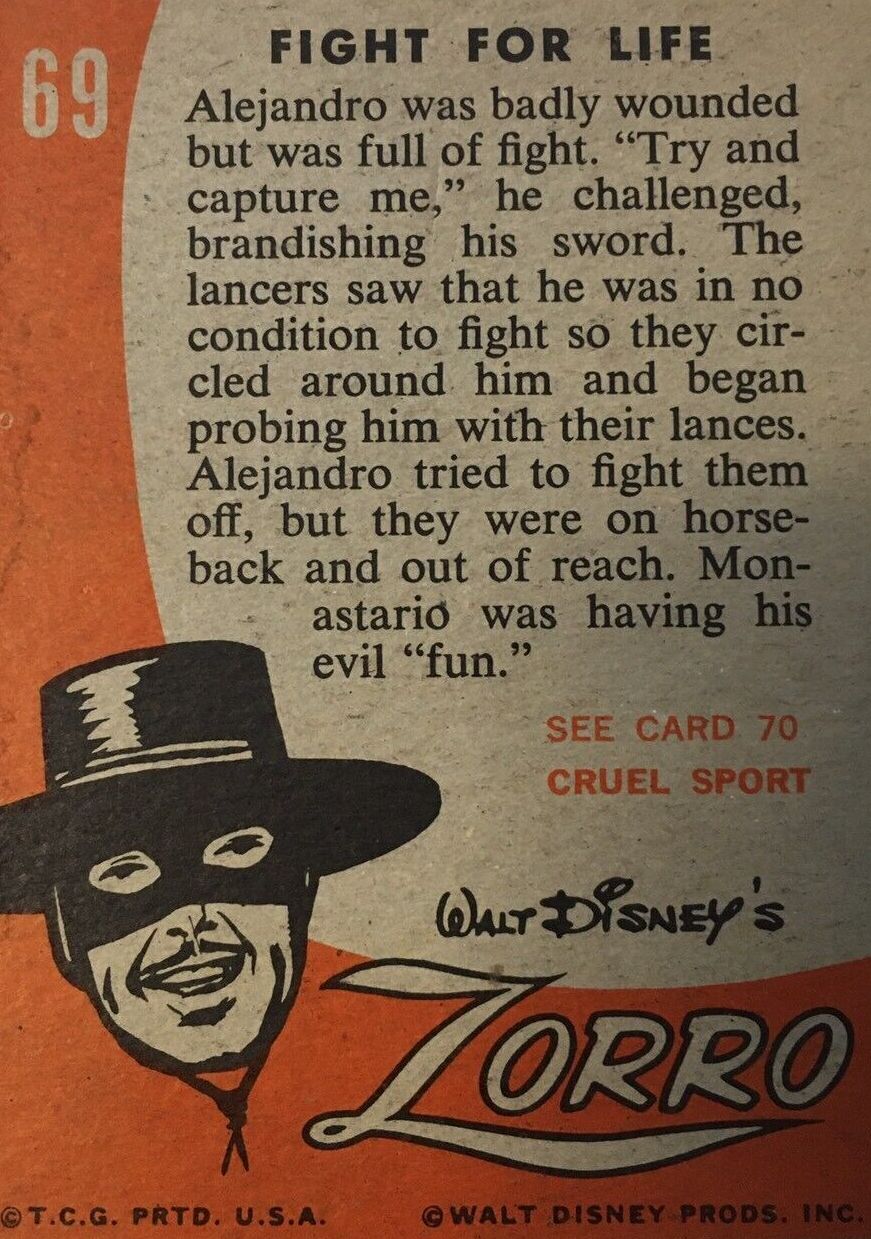 69
FIGHT FOR LIFE
Alejandro was badly wounded
but was full of fight. “Try and
capture me,” he challenged,
brandishing his sword. The
lancers saw that he was in no
condition to fight so they cir-
cled around him and began
probing him with their lances.
Alejandro tried to fight them
off, but they were on horse-
back and out of reach. Mon-
astario was having his
evil “fun.”
SEE CARD 70
CRUEL SPORT
WALT DISNEY'S
ZORRO
©T.C.G. PRTD. U.S.A.
©WALT DISNEY PRODS. INC.